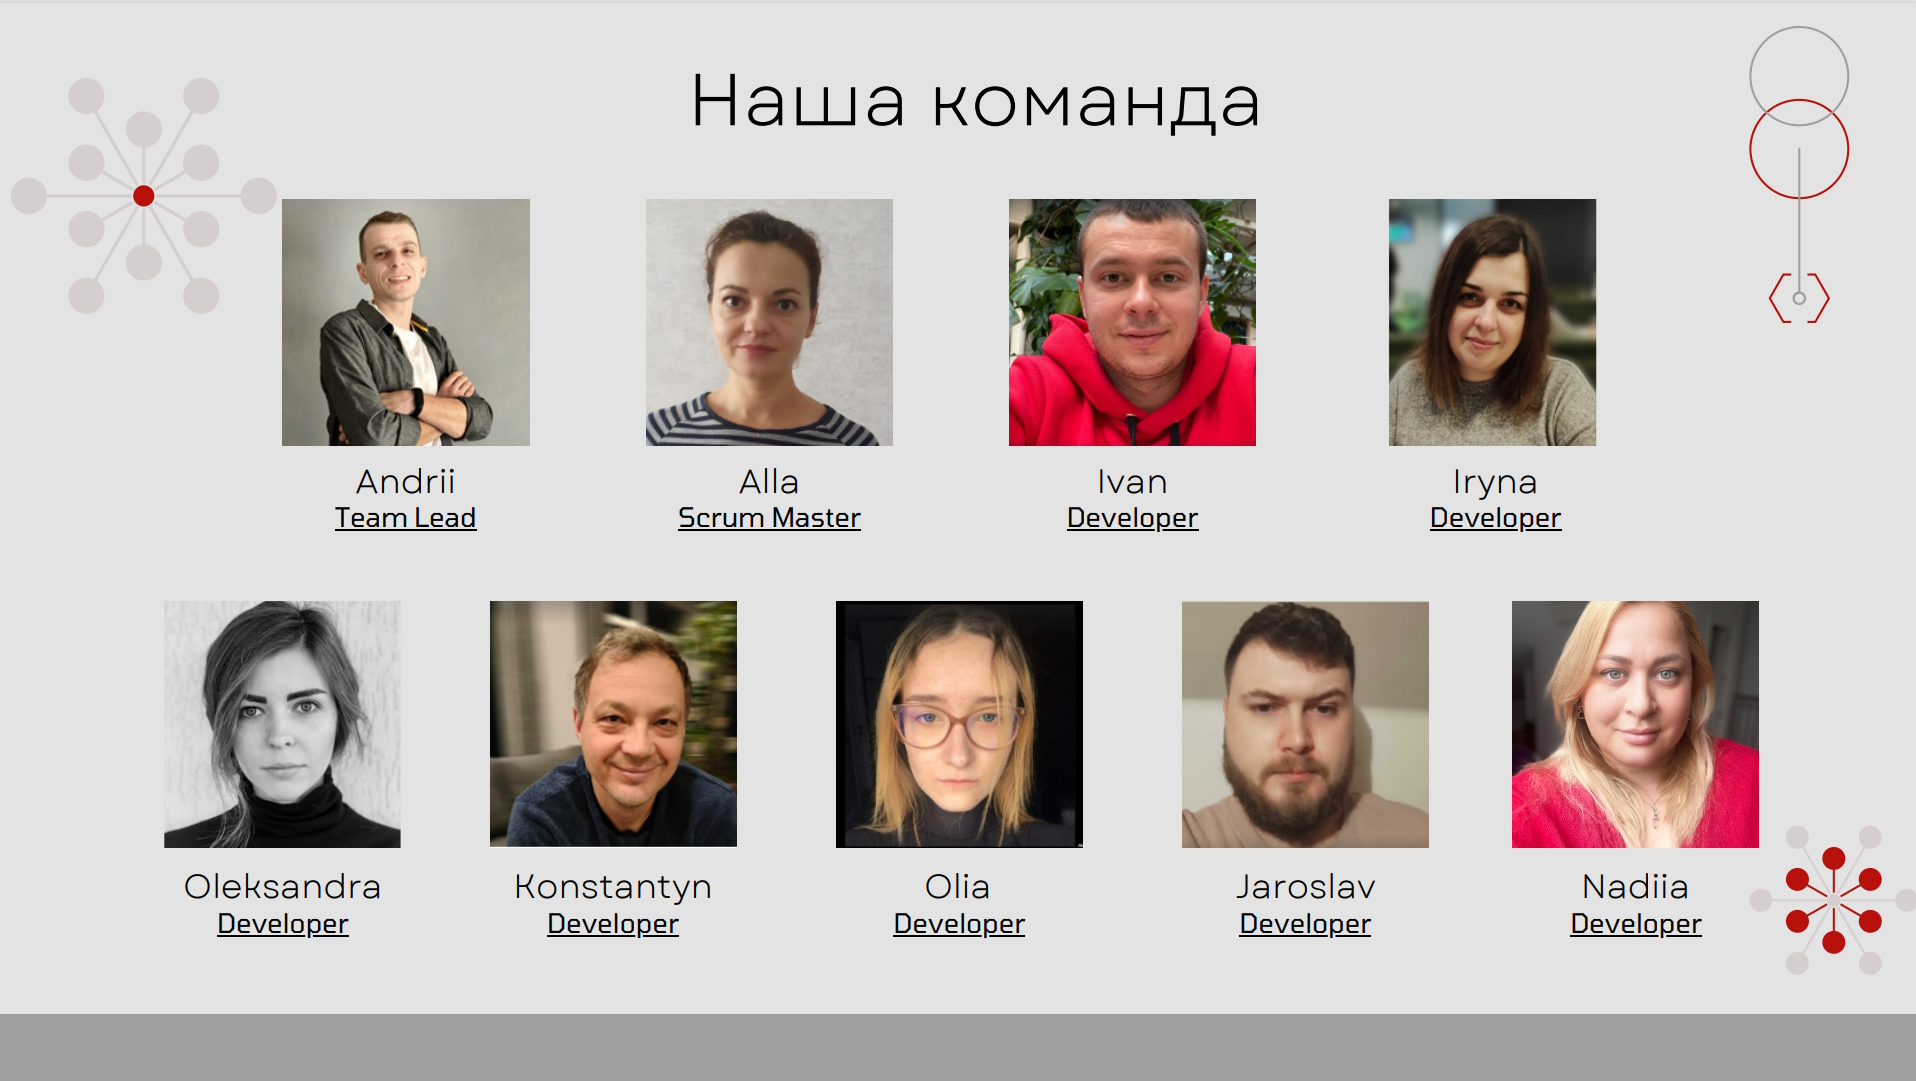 Наша команда
Andrii
Team Lead
Alla
Scrum Master
Ivan
Developer
Iryna
Developer
Oleksandra
Developer
Konstantyn
Developer
Olia
Developer
Jaroslav
Developer
Nadiia
Developer